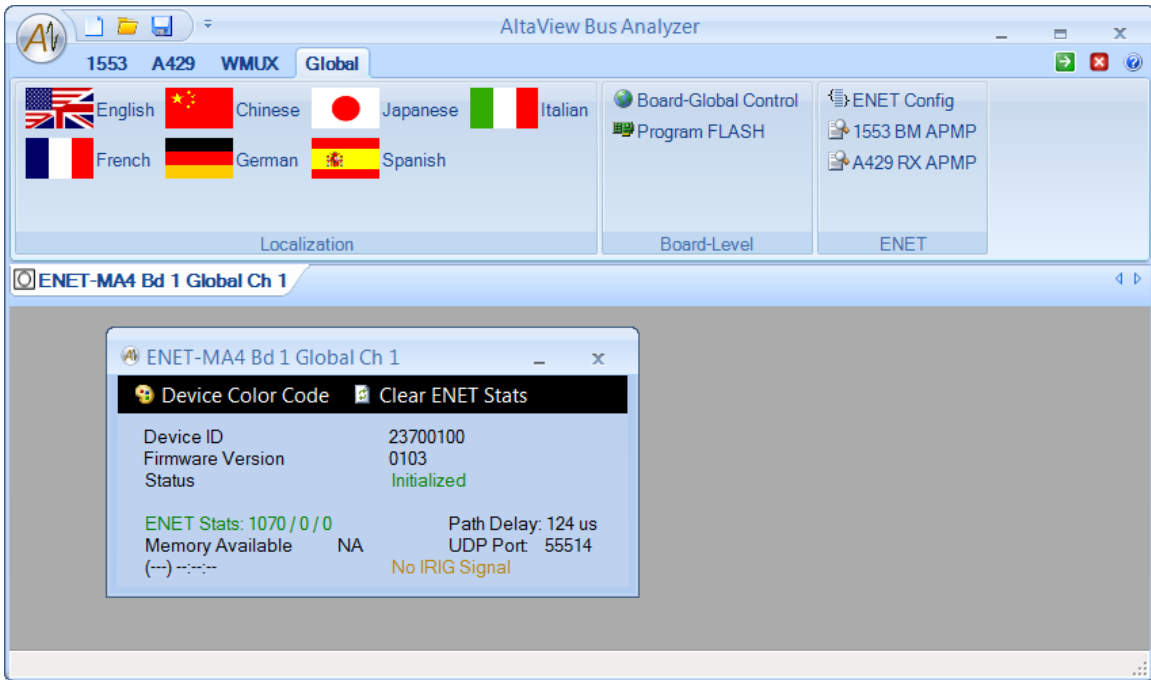 AltaView Bus Analyzer
1553 A429 WMUX Global
English Chinese Japanese Italian
French German Spanish
Localization
Board-Global Control
Program FLASH
Board-Level
ENET Config
1553 BM APMP
A429 RX APMP
ENET
ENET-MA4 Bd 1 Global Ch 1
ENET-MA4 Bd 1 Global Ch 1
Device Color Code Clear ENET Stats
Device ID 23700100
Firmware Version 0103
Status Initialized
ENET Stats: 1070 / 0 / 0 Path Delay: 124 us
Memory Available NA UDP Port: 55514
(---) --:--:-- No IRIG Signal